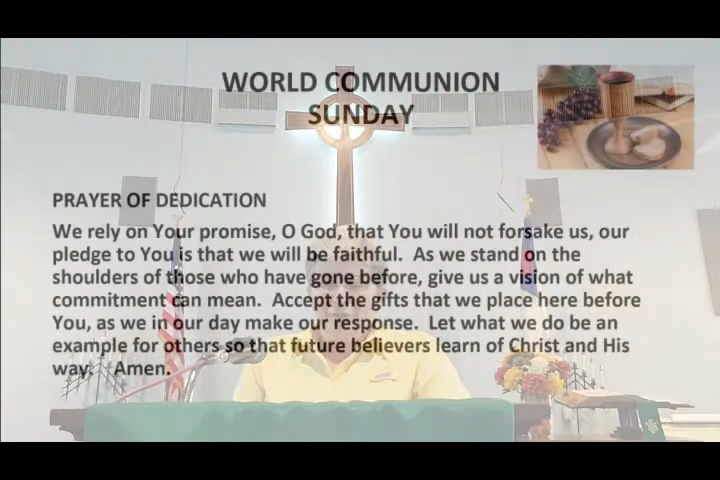 WORLD COMMUNION
SUNDAY
PRAYER OF DEDICATION
We rely on Your promise, O God, that You will not forsake us, our
pledge to You is that we will be faithful.  As we stand on the
shoulders of those who have gone before, give us a vision of what
commitment can mean.  Accept the gifts that we place here before
You, as we in our day make our response.  Let what we do be an
example for others so that future believers learn of Christ and His
way.   Amen.